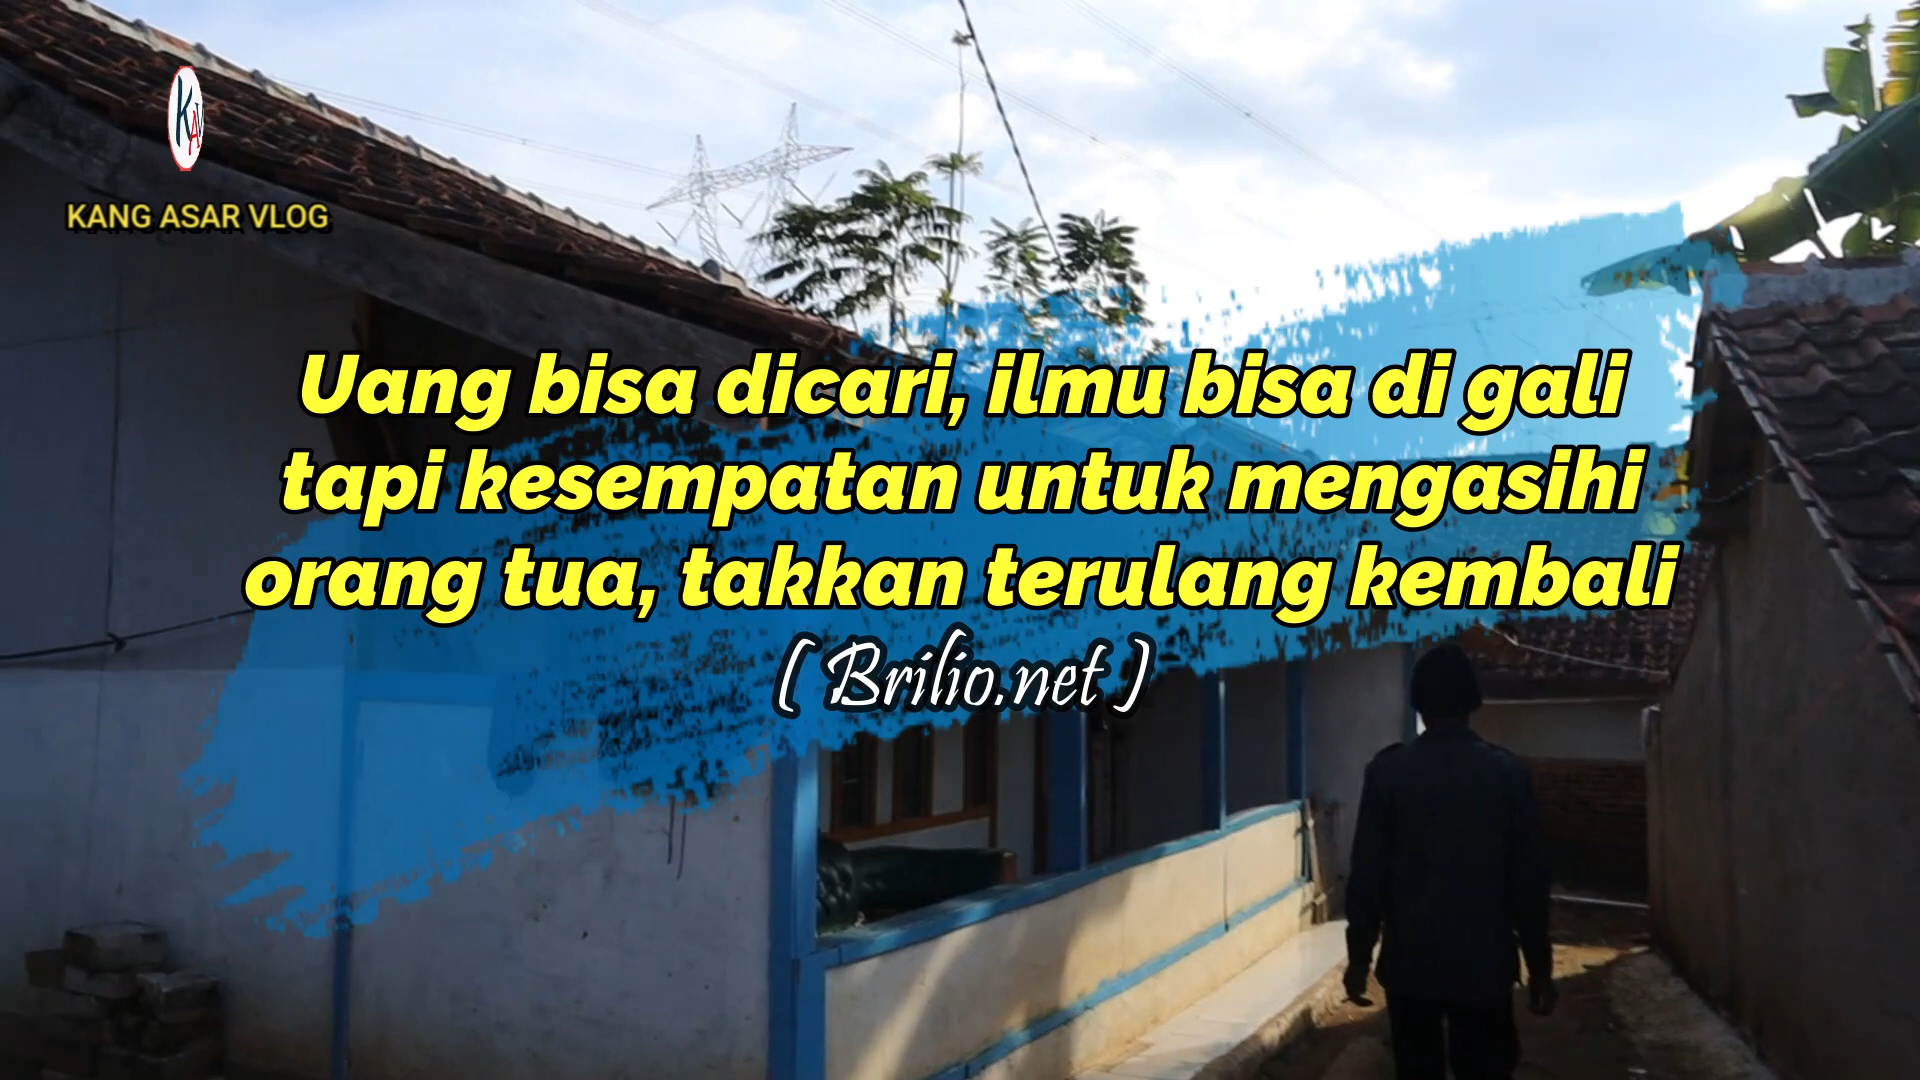 KAV
KANG ASAR VLOG
Uang bisa dicari, ilmu bisa di gali
tapi kesempatan untuk mengasihi
orang tua, takkan terulang kembali
( Brilio.net )